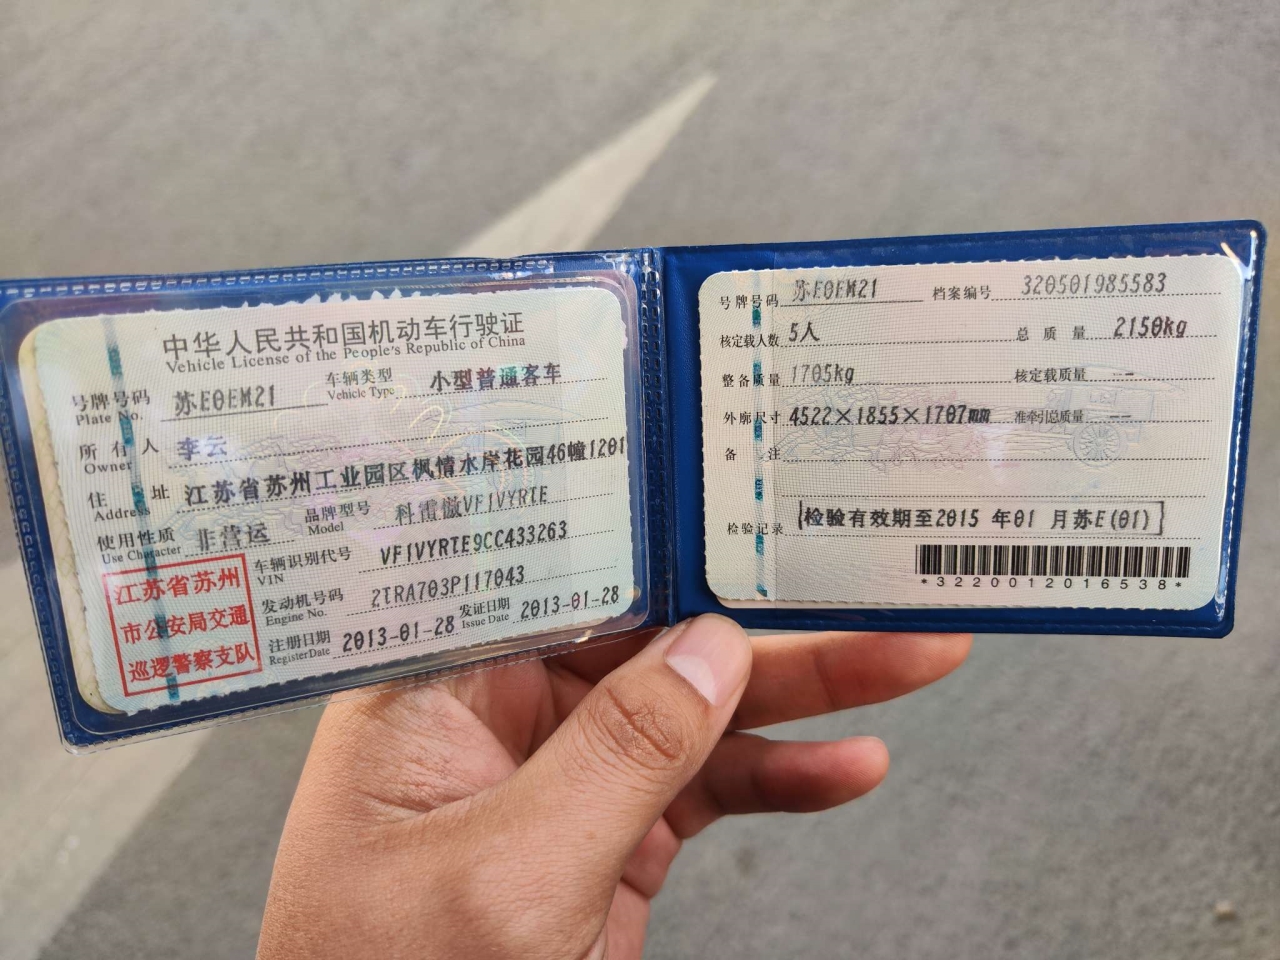 中华人民共和国机动车行驶证
Vehicle License of the People's Republic of China
号牌号码 苏E0EM21 车辆类型 小型普通客车
Plate No. Vehicle Type
所有人 李云
Owner
住址 江苏省苏州工业园区枫情水岸花园46幢1201
Address
使用性质 非营运 品牌型号 科雷傲VF1VYRTE
Use Character Model
车辆识别代号 VF1VYRTE9CC433263
VIN
发动机号码 2TRA703P117043
Engine No.
注册日期 2013-01-28 发证日期 2013-01-28
Register Date Issue Date
江苏省苏州
市公安局交通
巡逻警察支队
号牌号码 苏E0EM21 档案编号 320501985583
核定载人数 5人 总质量 2150kg
整备质量 1705kg 核定载质量 --
外廓尺寸 4522×1855×1707mm 准牵引总质量 --
备注
检验记录 检验有效期至2015 年01 月苏E(01)
*3220012016538*